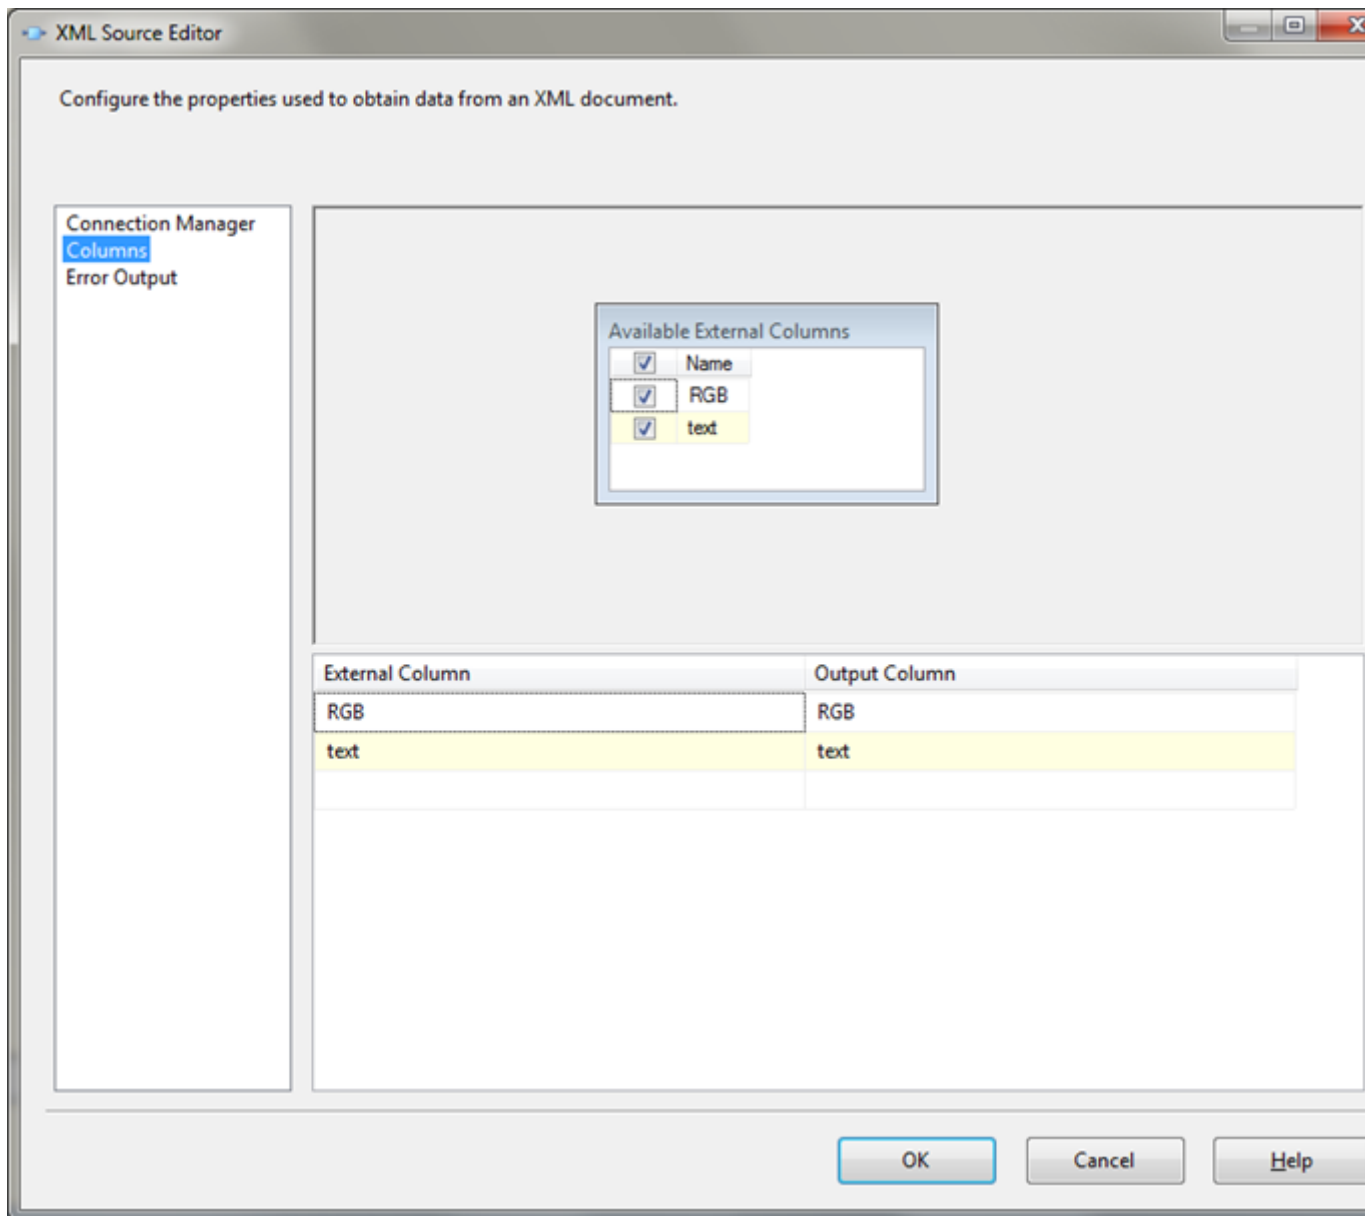 XML Source Editor
Configure the properties used to obtain data from an XML document.
Connection Manager
Columns
Error Output
Available External Columns
Name
RGB
text
External Column Output Column
RGB RGB
text text
OK Cancel Help